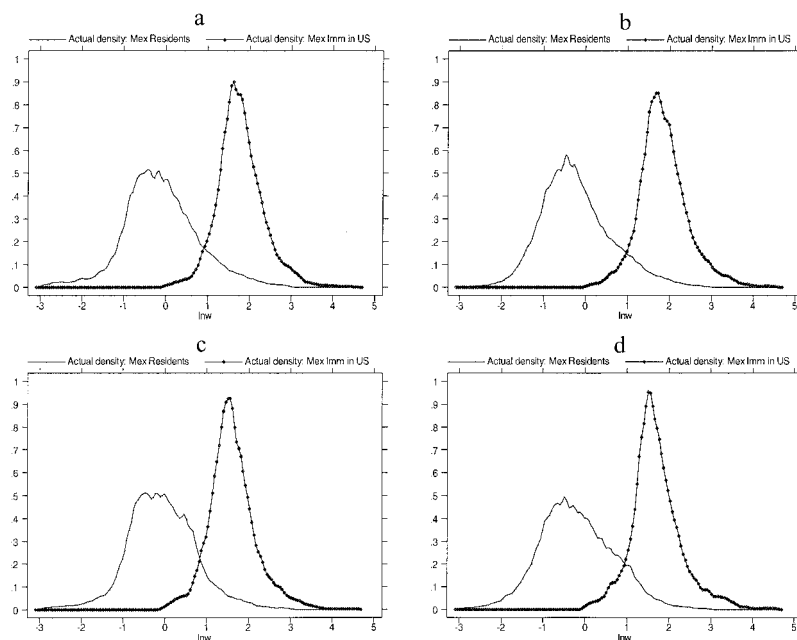 a
b
Actual density: Mex Residents
Actual density: Mex Imm in US
Actual density: Mex Residents
Actual density: Mex Imm in US
1
.9
.8
.7
.6
.5
.4
.3
.2
.1
0
1
.9
.8
.7
.6
.5
.4
.3
.2
.1
0
-3 -2 -1 0 1 2 3 4 5
lnw
-3 -2 -1 0 1 2 3 4 5
lnw
c
d
Actual density: Mex Residents
Actual density: Mex Imm in US
Actual density: Mex Residents
Actual density: Mex Imm in US
1
.9
.8
.7
.6
.5
.4
.3
.2
.1
0
1
.9
.8
.7
.6
.5
.4
.3
.2
.1
0
-3 -2 -1 0 1 2 3 4 5
lnw
-3 -2 -1 0 1 2 3 4 5
lnw